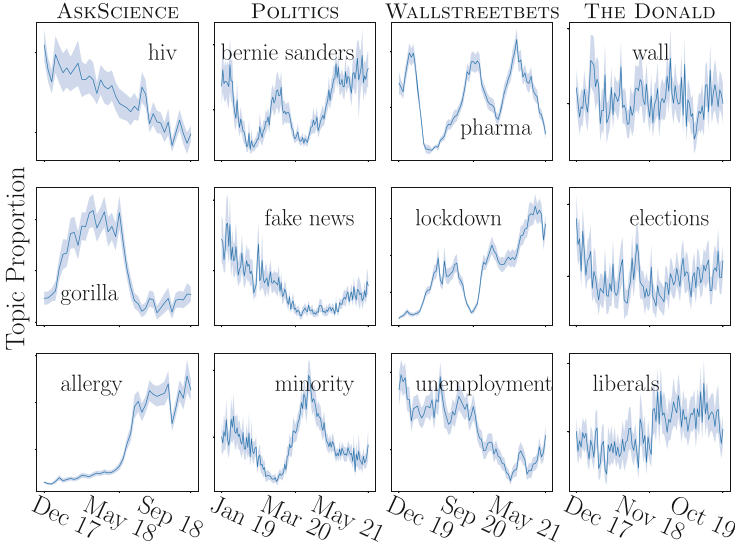 AskScience
Politics
Wallstreetbets
The Donald
Topic Proportion
hiv
bernie sanders
pharma
wall
gorilla
fake news
lockdown
elections
allergy
minority
unemployment
liberals
Dec 17
May 18
Sep 18
Jan 19
Mar 20
May 21
Dec 19
Sep 20
May 21
Dec 17
Nov 18
Oct 19